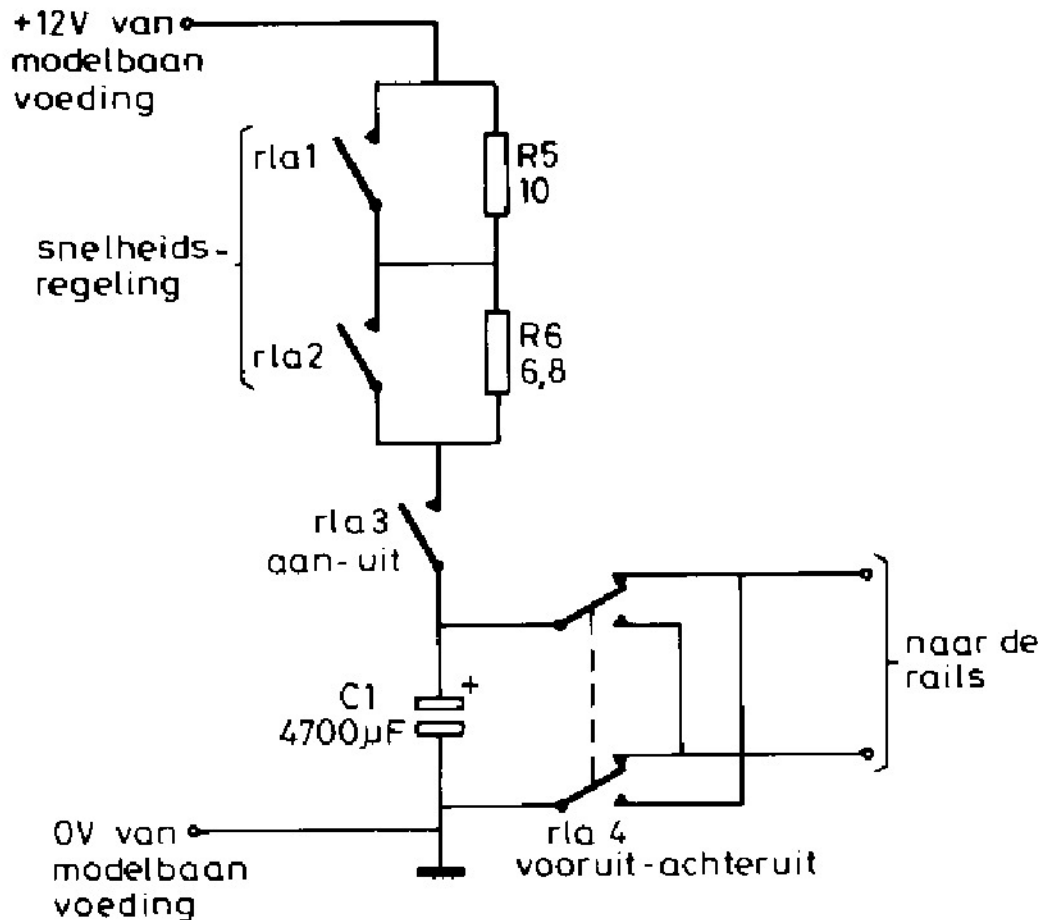 +12V van
modelbaan
voeding
rla1
R5
10
snelheids-
regeling
rla2
R6
6,8
rla3
aan-uit
naar de
rails
C1
+
4700µF
0V van
modelbaan
voeding
rla 4
vooruit-achteruit